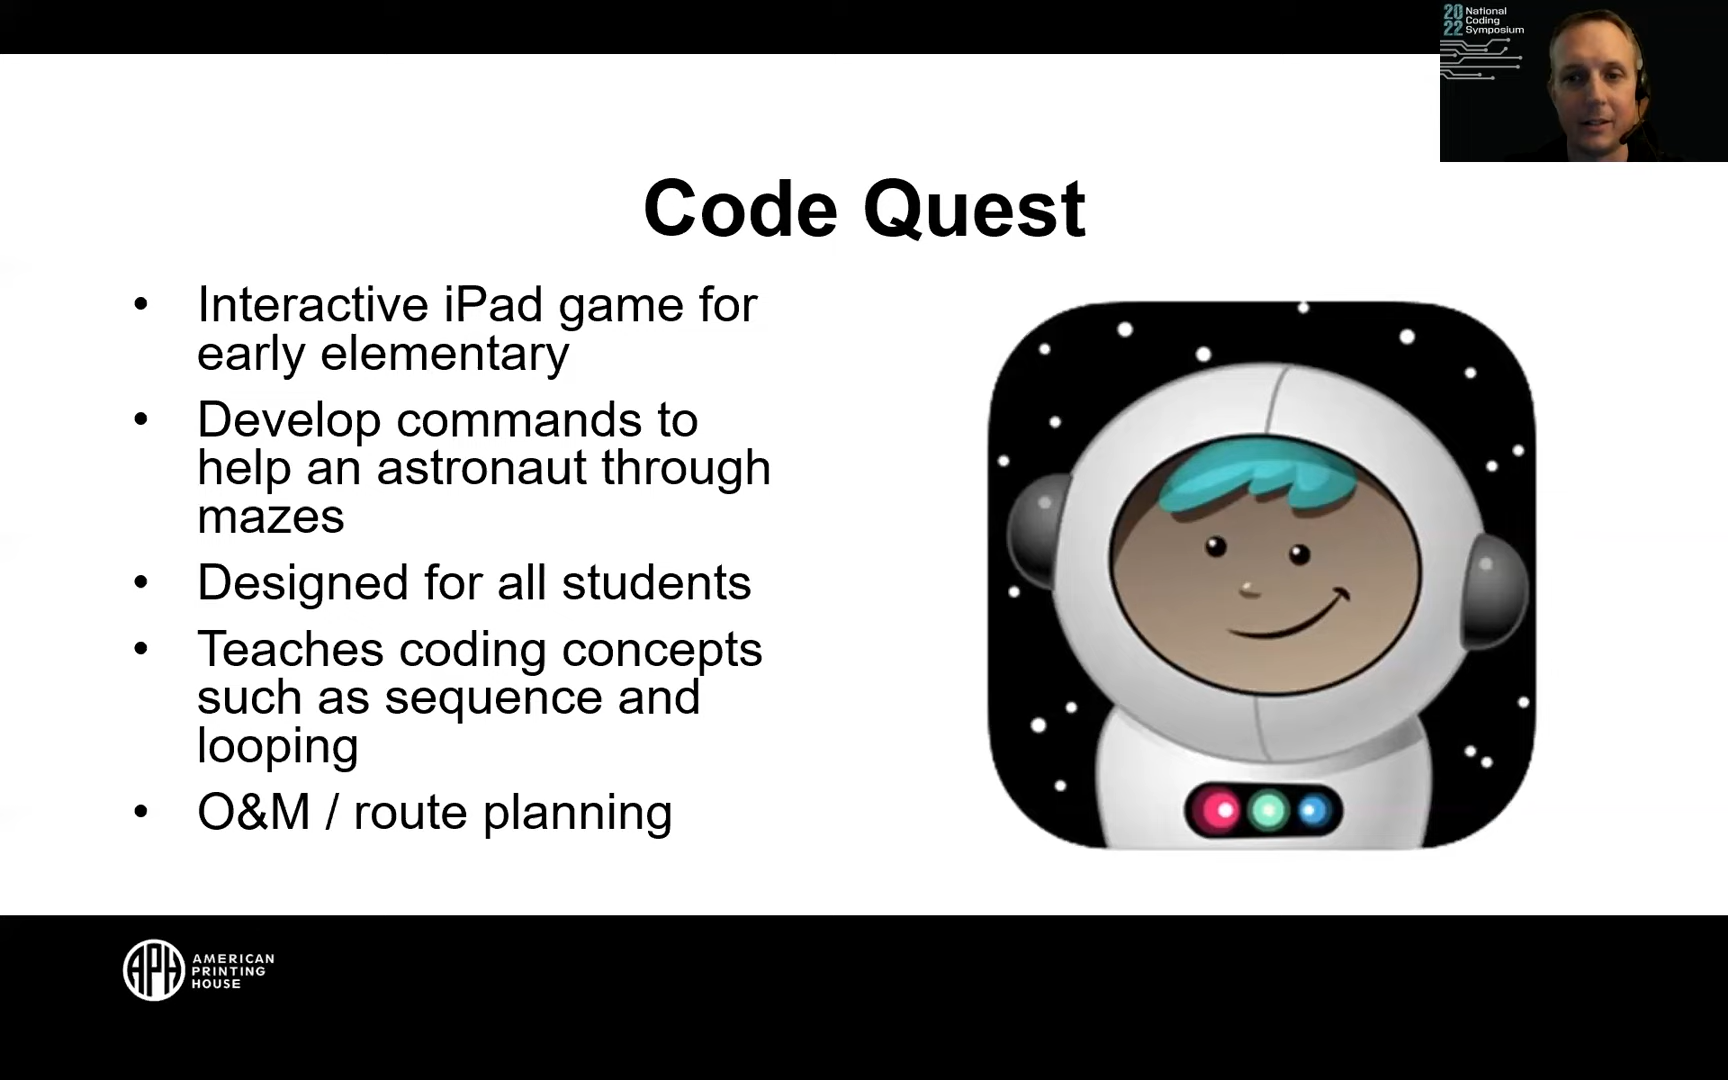 20
22
National
Coding
Symposium
Code Quest
• Interactive iPad game for
early elementary
• Develop commands to
help an astronaut through
mazes
• Designed for all students
• Teaches coding concepts
such as sequence and
looping
• O&M / route planning
APH
AMERICAN
PRINTING
HOUSE